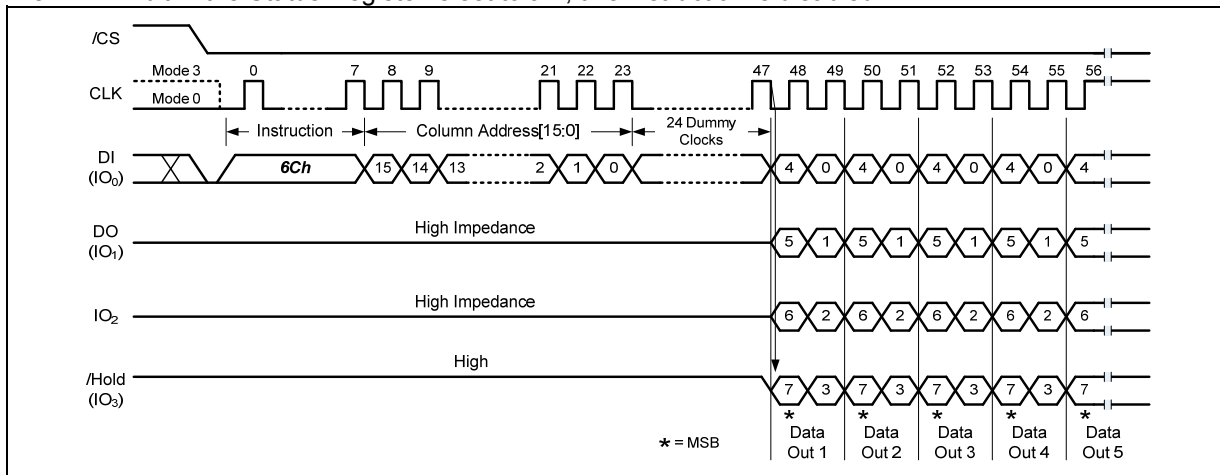 /CS
Mode 3
Mode 0
CLK
0 7 8 9 21 22 23 47 48 49 50 51 52 53 54 55 56
Instruction
Column Address[15:0]
24 Dummy
Clocks
DI
(IO0)
6Ch 15 14 13 2 1 0 4 0 4 0 4 0 4 0 4
DO
(IO1)
High Impedance
5 1 5 1 5 1 5 1 5
IO2
High Impedance
6 2 6 2 6 2 6 2 6
/Hold
(IO3)
High
7 3 7 3 7 3 7 3 7
* * * * *
* = MSB
Data
Out 1
Data
Out 2
Data
Out 3
Data
Out 4
Data
Out 5